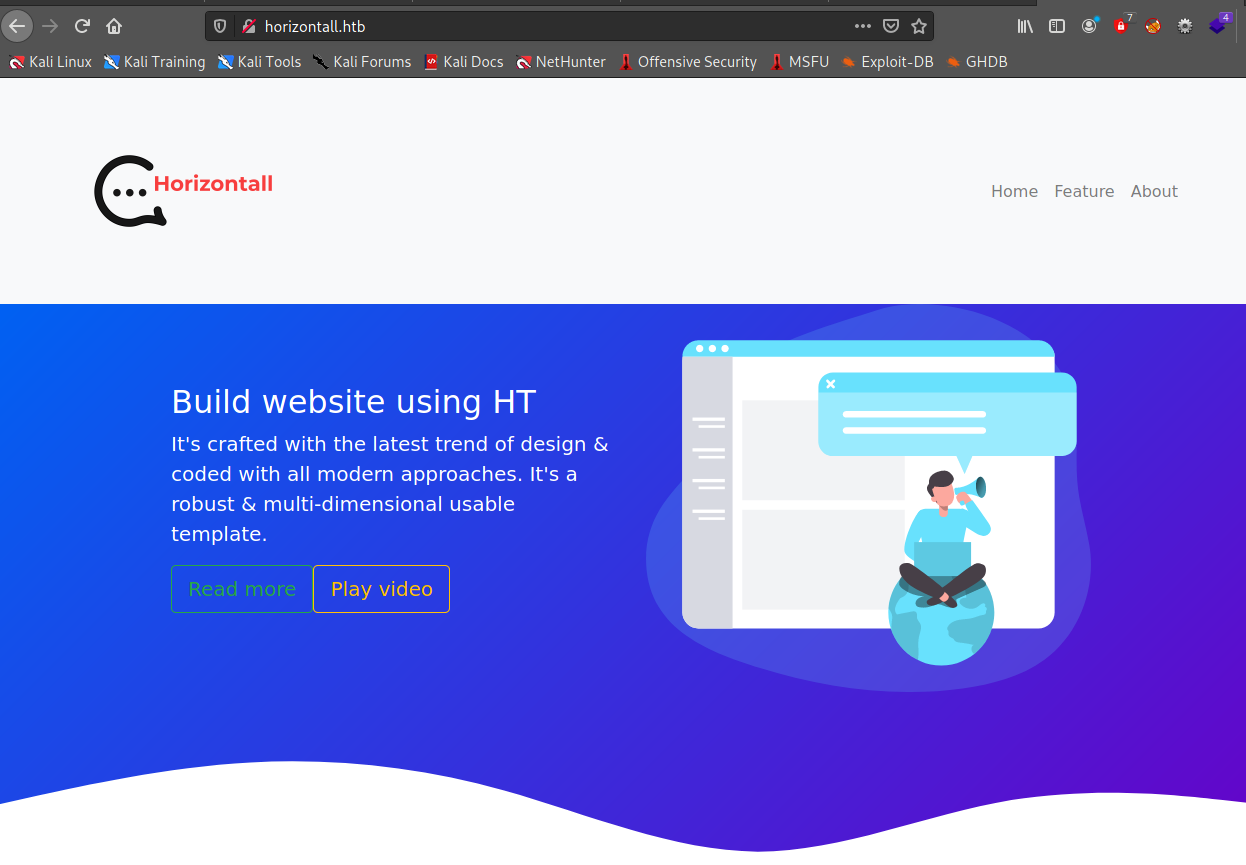 horizontall.htb
7
4
Kali Linux Kali Training Kali Tools Kali Forums Kali Docs NetHunter Offensive Security MSFU Exploit-DB GHDB
Horizontall
Home Feature About
Build website using HT
It's crafted with the latest trend of design &
coded with all modern approaches. It's a
robust & multi-dimensional usable
template.
Read more Play video